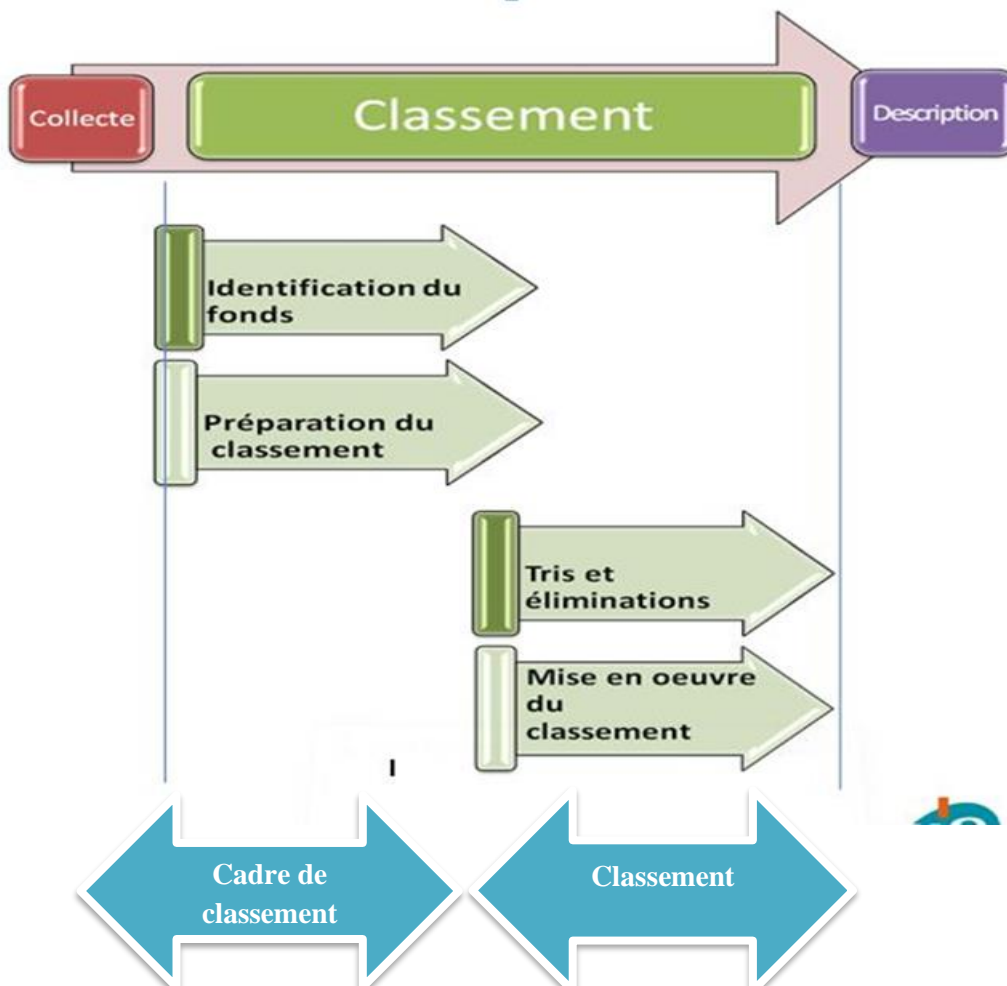 Collecte
Classement
Description
Identification du
fonds
Préparation du
classement
Tris et
éliminations
Mise en oeuvre
du
classement
I
Cadre de
classement
Classement